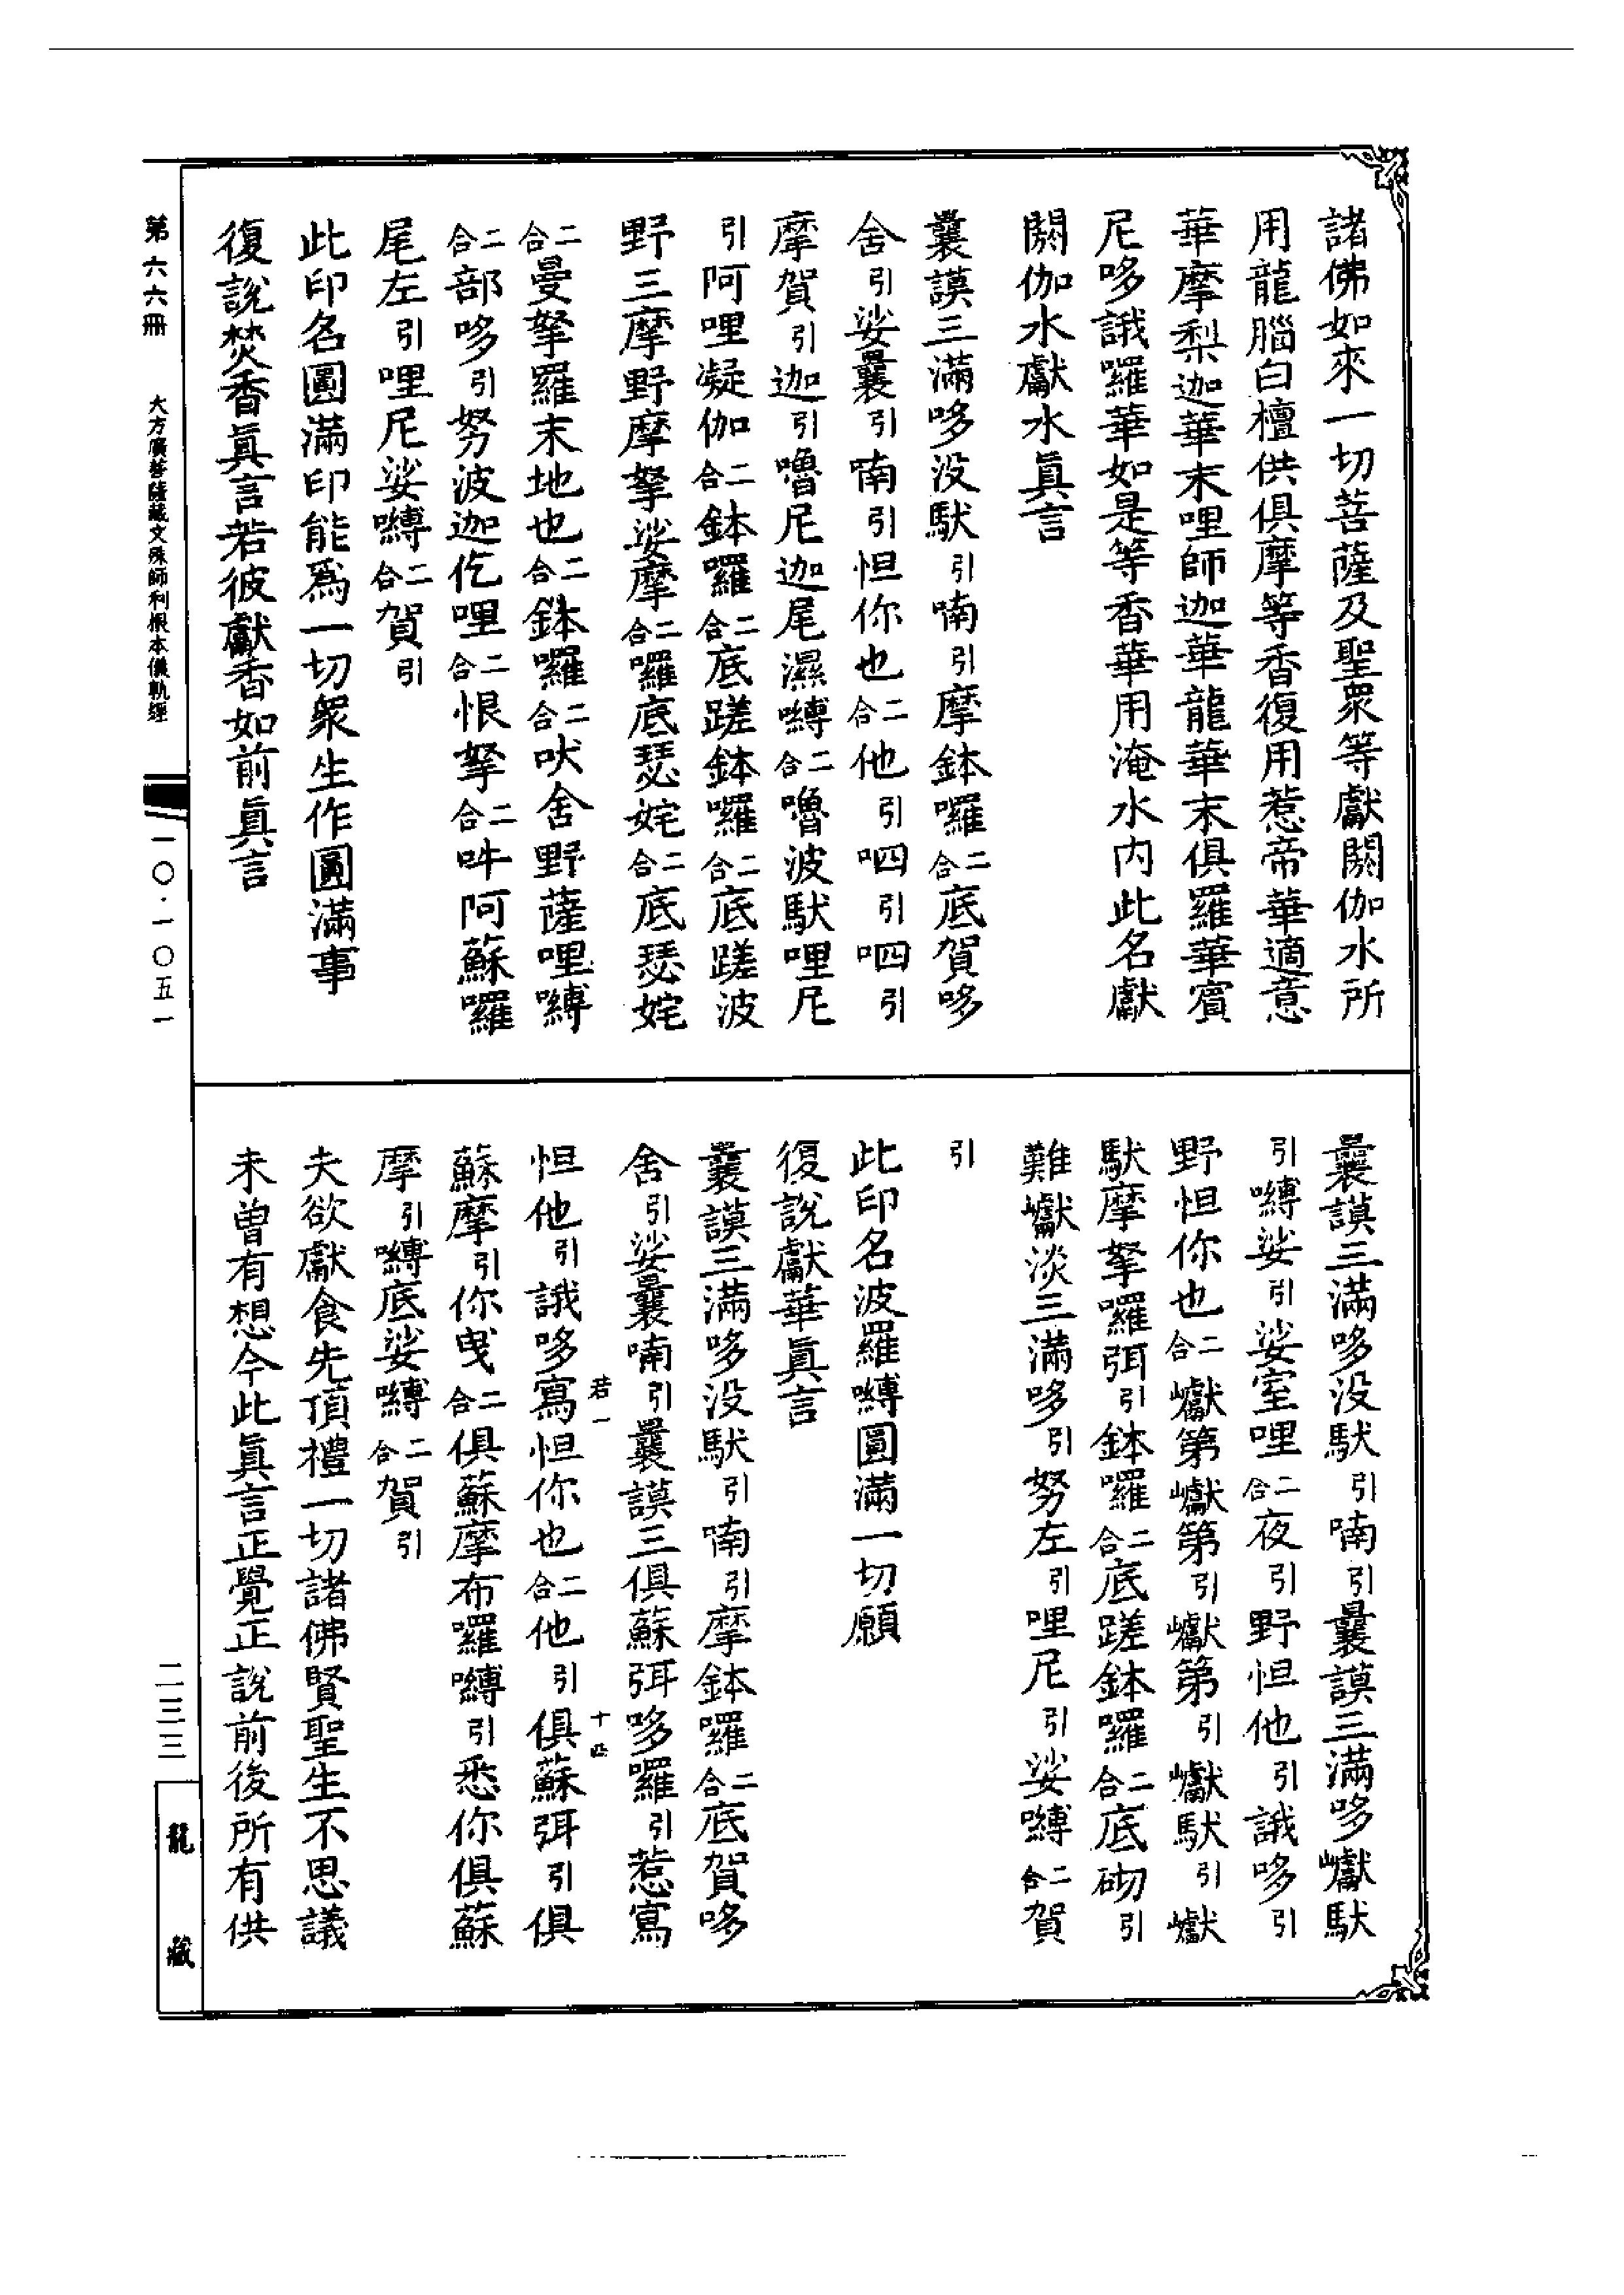 諸佛如來一切菩薩及聖衆等獻閼伽水所
用龍腦白檀供俱摩等香復用惹帝華適意
華摩梨迦華末哩師迦華龍華末俱羅華賓
尼哆誐羅華如是等香華用淹水內此名獻
閼伽水獻水眞言
曩謨三滿哆没馱引喃引摩鉢囉二合底賀哆
舍引娑曩引喃引怛你也二合他引呬引呬引
摩賀引迦引嚕尼迦尾濕嚩二合嚕波馱哩尼
引阿哩凝伽二合鉢囉二合底蹉鉢囉二合底蹉波
野三摩野摩拏娑摩二合囉底瑟姹二合底瑟姹
二合曼拏羅末地也二合鉢囉二合吠舍野薩哩嚩
二合部哆引努波迦仡哩二合恨拏二合吽阿蘇囉
尾左引哩尼娑嚩二合賀引
此印名圓滿印能爲一切衆生作圓滿事
復說焚香眞言若彼獻香如前眞言
曩謨三滿哆没馱引喃引曩謨三滿哆巘馱
引嚩娑引娑室哩二合夜引野怛他引誐哆引
野怛你也二合巘第巘第引巘第引巘馱引巘
馱摩拏囉弭引鉢囉二合底蹉鉢囉二合底砌引
難巘淡三滿哆引努左引哩尼引娑嚩二合賀
引
此印名波羅嚩圓滿一切願
復說獻華眞言
曩謨三滿哆没馱引喃引摩鉢囉二合底賀哆
舍引娑曩喃引曩謨三俱蘇弭哆囉引惹寫
怛他引誐哆寫怛你也二合他引俱蘇弭引俱
蘇摩引你曳二合俱蘇摩布囉嚩引悉你俱蘇
摩引嚩底娑嚩二合賀引
夫欲獻食先頂禮一切諸佛賢聖生不思議
未曾有想今此眞言正覺正說前後所有供
第六六冊
大方廣菩薩藏文殊師利根本儀軌經
一〇·一〇五一
二三三
龍藏
若一
十四